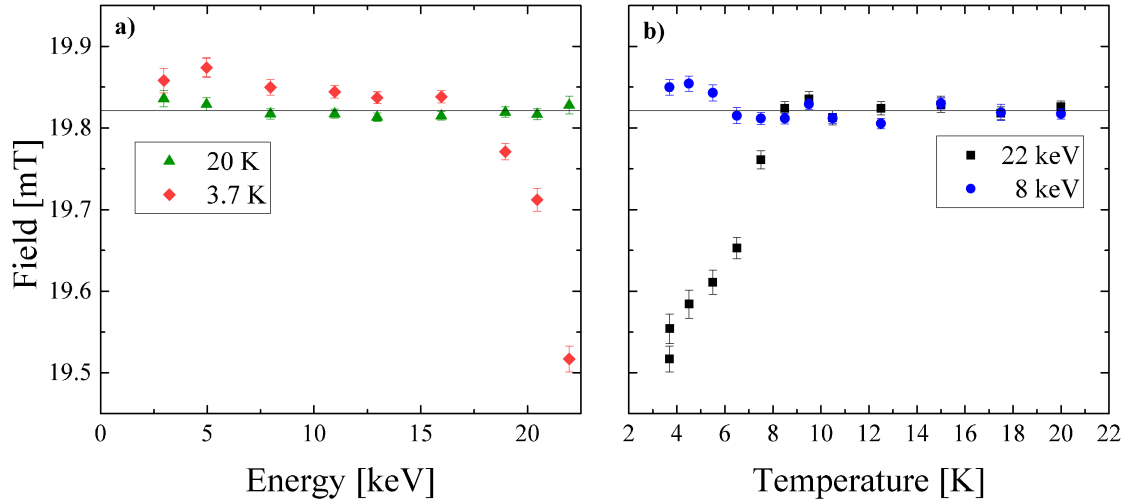 a)
b)
19.9
19.8
19.7
19.6
19.5
Field [mT]
20 K
3.7 K
22 keV
8 keV
0 5 10 15 20
2 4 6 8 10 12 14 16 18 20 22
Energy [keV]
Temperature [K]